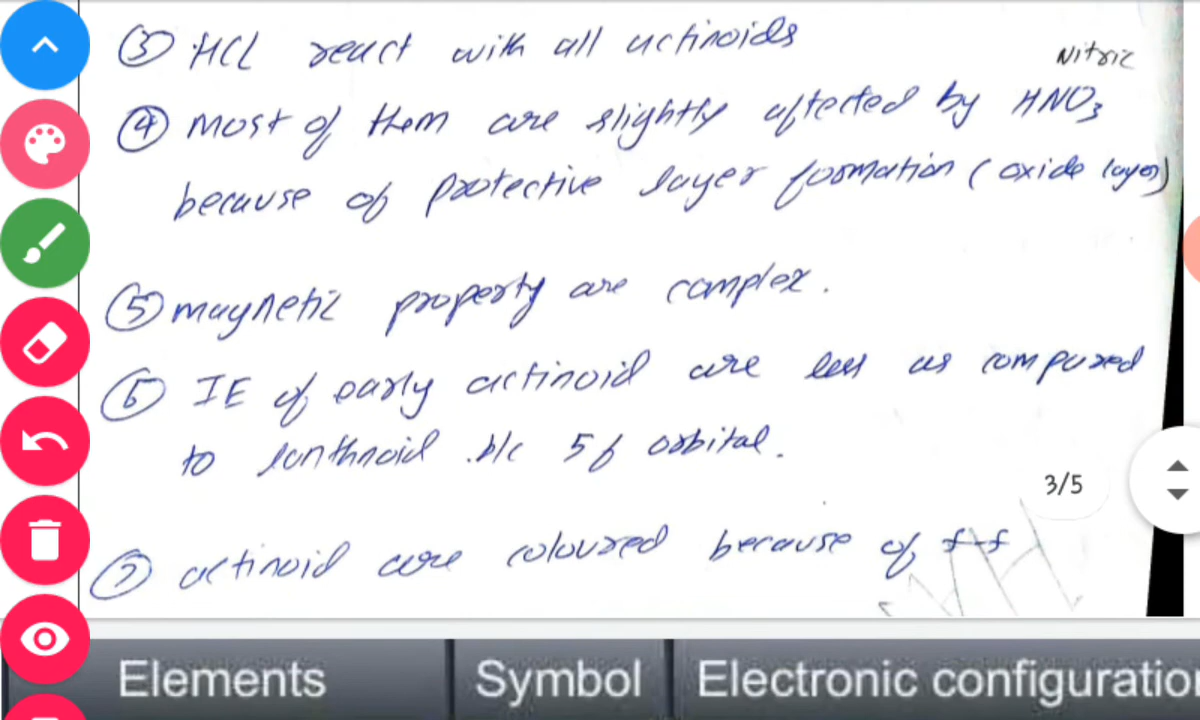 ③ HCL react with all actinoids
Nitric
④ most of them are slightly affected by HNO₃
because of protective layer formation (oxide layer)
⑤ magnetic property are complex.
⑥ IE of early actinoid are less as compared
to lanthnoid .b/c 5f orbital.
3/5
⑦ actinoid are coloured because of f-f
Elements Symbol Electronic configuratio